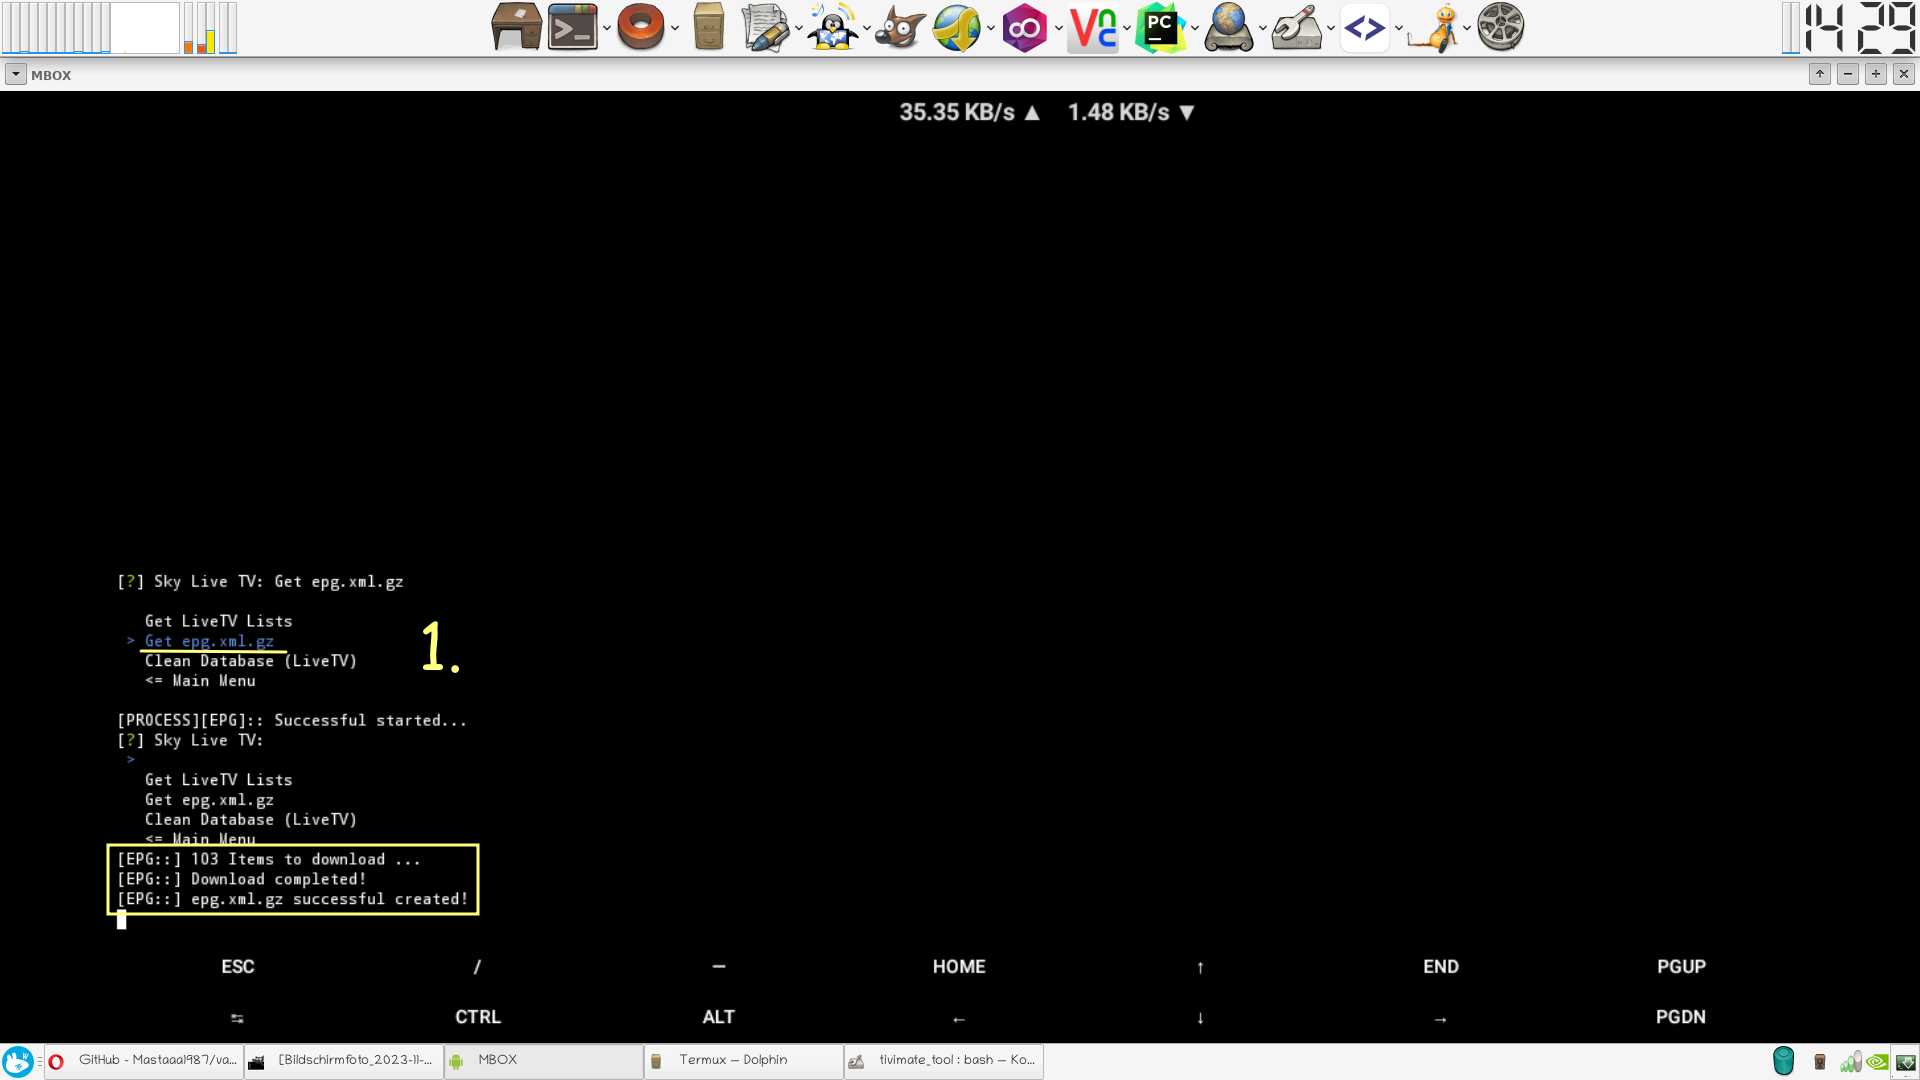 14 29
VNC
PC
MBOX
35.35 KB/s ▲ 1.48 KB/s ▼
[?] Sky Live TV: Get epg.xml.gz
Get LiveTV Lists
> Get epg.xml.gz
Clean Database (LiveTV)
<= Main Menu
1.
[PROCESS][EPG]:: Successful started...
[?] Sky Live TV:
>
Get LiveTV Lists
Get epg.xml.gz
Clean Database (LiveTV)
<= Main Menu
[EPG::] 103 Items to download ...
[EPG::] Download completed!
[EPG::] epg.xml.gz successful created!
ESC / — HOME ↑ END PGUP
⇆ CTRL ALT ← ↓ → PGDN
GitHub - Mastaaa1987/va... [Bildschirmfoto_2023-11-... MBOX Termux — Dolphin tivimate_tool : bash — Ko...